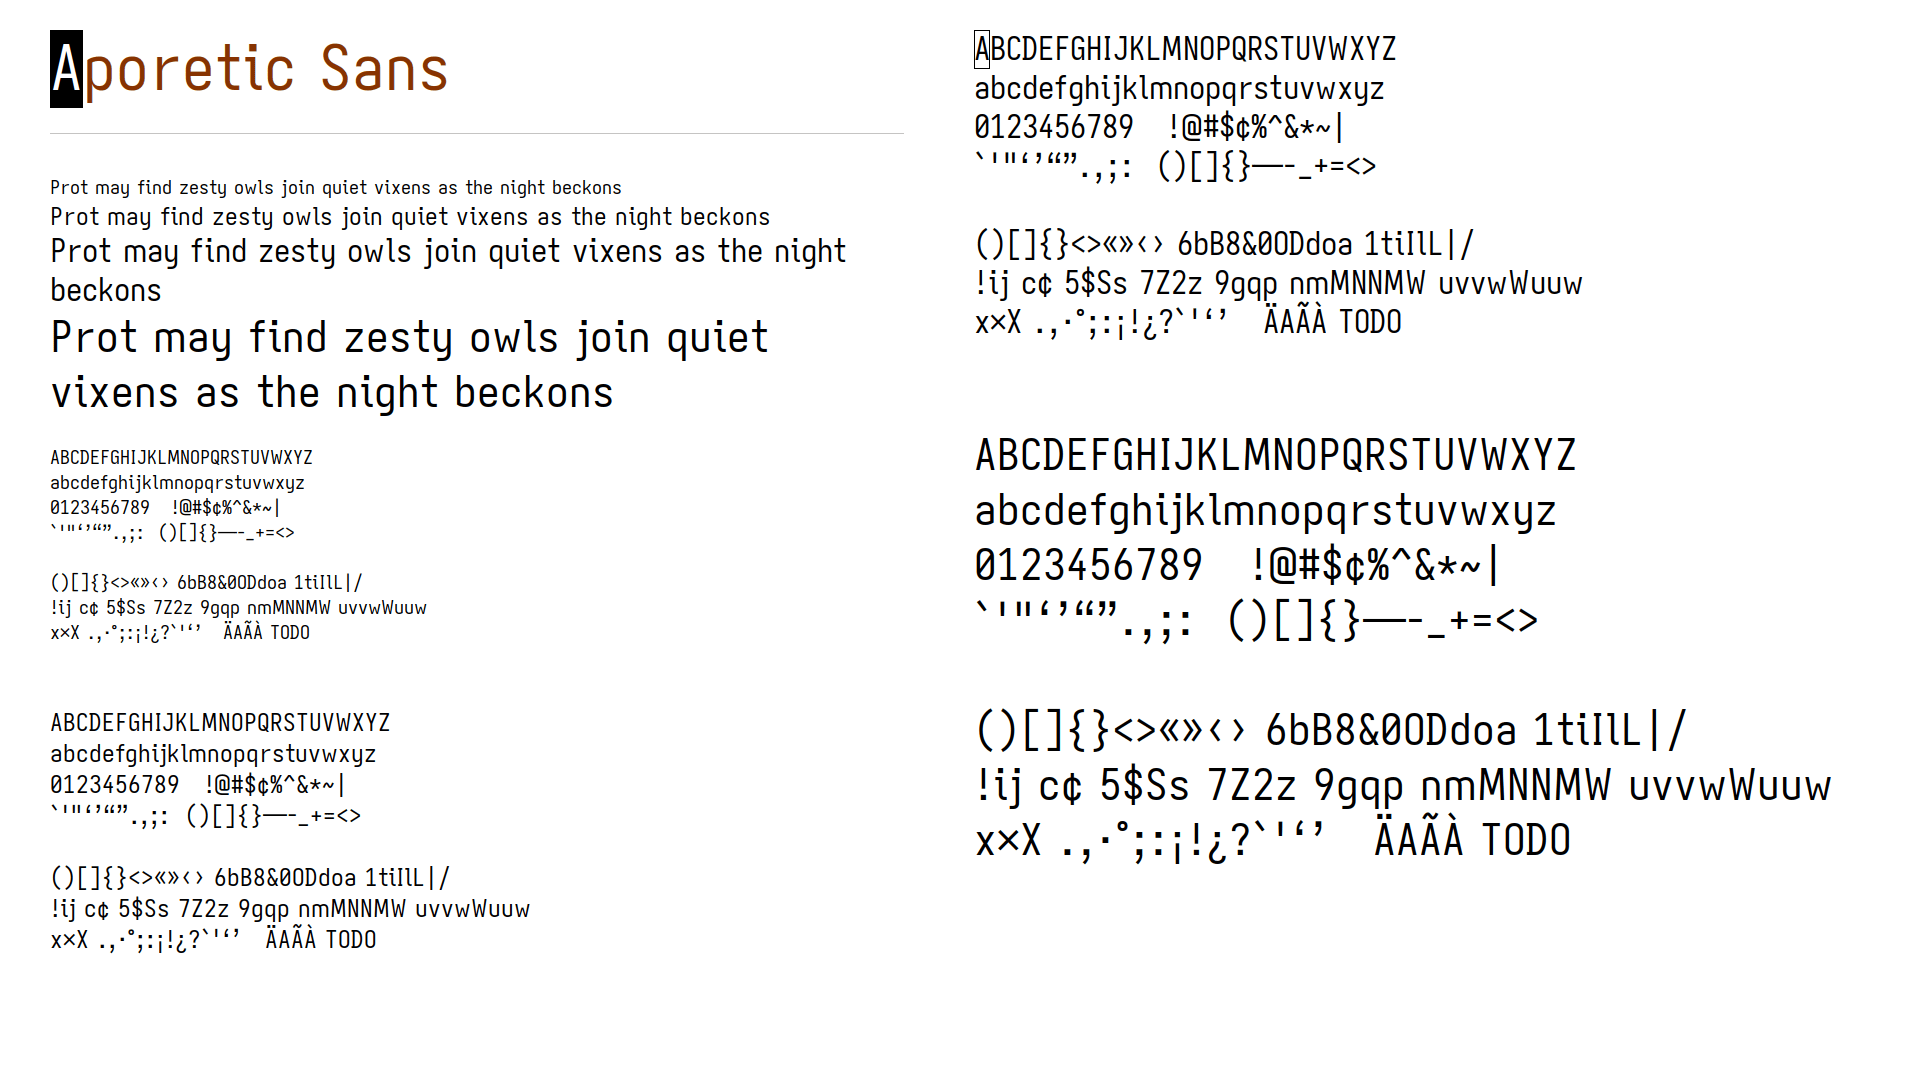 Aporetic Sans
Prot may find zesty owls join quiet vixens as the night beckons
Prot may find zesty owls join quiet vixens as the night beckons
Prot may find zesty owls join quiet vixens as the night
beckons
Prot may find zesty owls join quiet
vixens as the night beckons
ABCDEFGHIJKLMNOPQRSTUVWXYZ
abcdefghijklmnopqrstuvwxyz
0123456789  !@#$¢%^&*~|
`'"‘’“”.,;:  ()[]{}—-_+=<>
()[]{}<>«»‹› 6bB8&0ODdoa 1tiIlL|/
!ij c¢ 5$Ss 7Z2z 9gqp nmMNNMW uvvwWuuw
x×X .,·°;:¡!¿?`'‘’  ÄAÃÀ TODO
ABCDEFGHIJKLMNOPQRSTUVWXYZ
abcdefghijklmnopqrstuvwxyz
0123456789  !@#$¢%^&*~|
`'"‘’“”.,;:  ()[]{}—-_+=<>
()[]{}<>«»‹› 6bB8&0ODdoa 1tiIlL|/
!ij c¢ 5$Ss 7Z2z 9gqp nmMNNMW uvvwWuuw
x×X .,·°;:¡!¿?`'‘’  ÄAÃÀ TODO
ABCDEFGHIJKLMNOPQRSTUVWXYZ
abcdefghijklmnopqrstuvwxyz
0123456789  !@#$¢%^&*~|
`'"‘’“”.,;:  ()[]{}—-_+=<>
()[]{}<>«»‹› 6bB8&0ODdoa 1tiIlL|/
!ij c¢ 5$Ss 7Z2z 9gqp nmMNNMW uvvwWuuw
x×X .,·°;:¡!¿?`'‘’  ÄAÃÀ TODO
ABCDEFGHIJKLMNOPQRSTUVWXYZ
abcdefghijklmnopqrstuvwxyz
0123456789  !@#$¢%^&*~|
`'"‘’“”.,;:  ()[]{}—-_+=<>
()[]{}<>«»‹› 6bB8&0ODdoa 1tiIlL|/
!ij c¢ 5$Ss 7Z2z 9gqp nmMNNMW uvvwWuuw
x×X .,·°;:¡!¿?`'‘’  ÄAÃÀ TODO